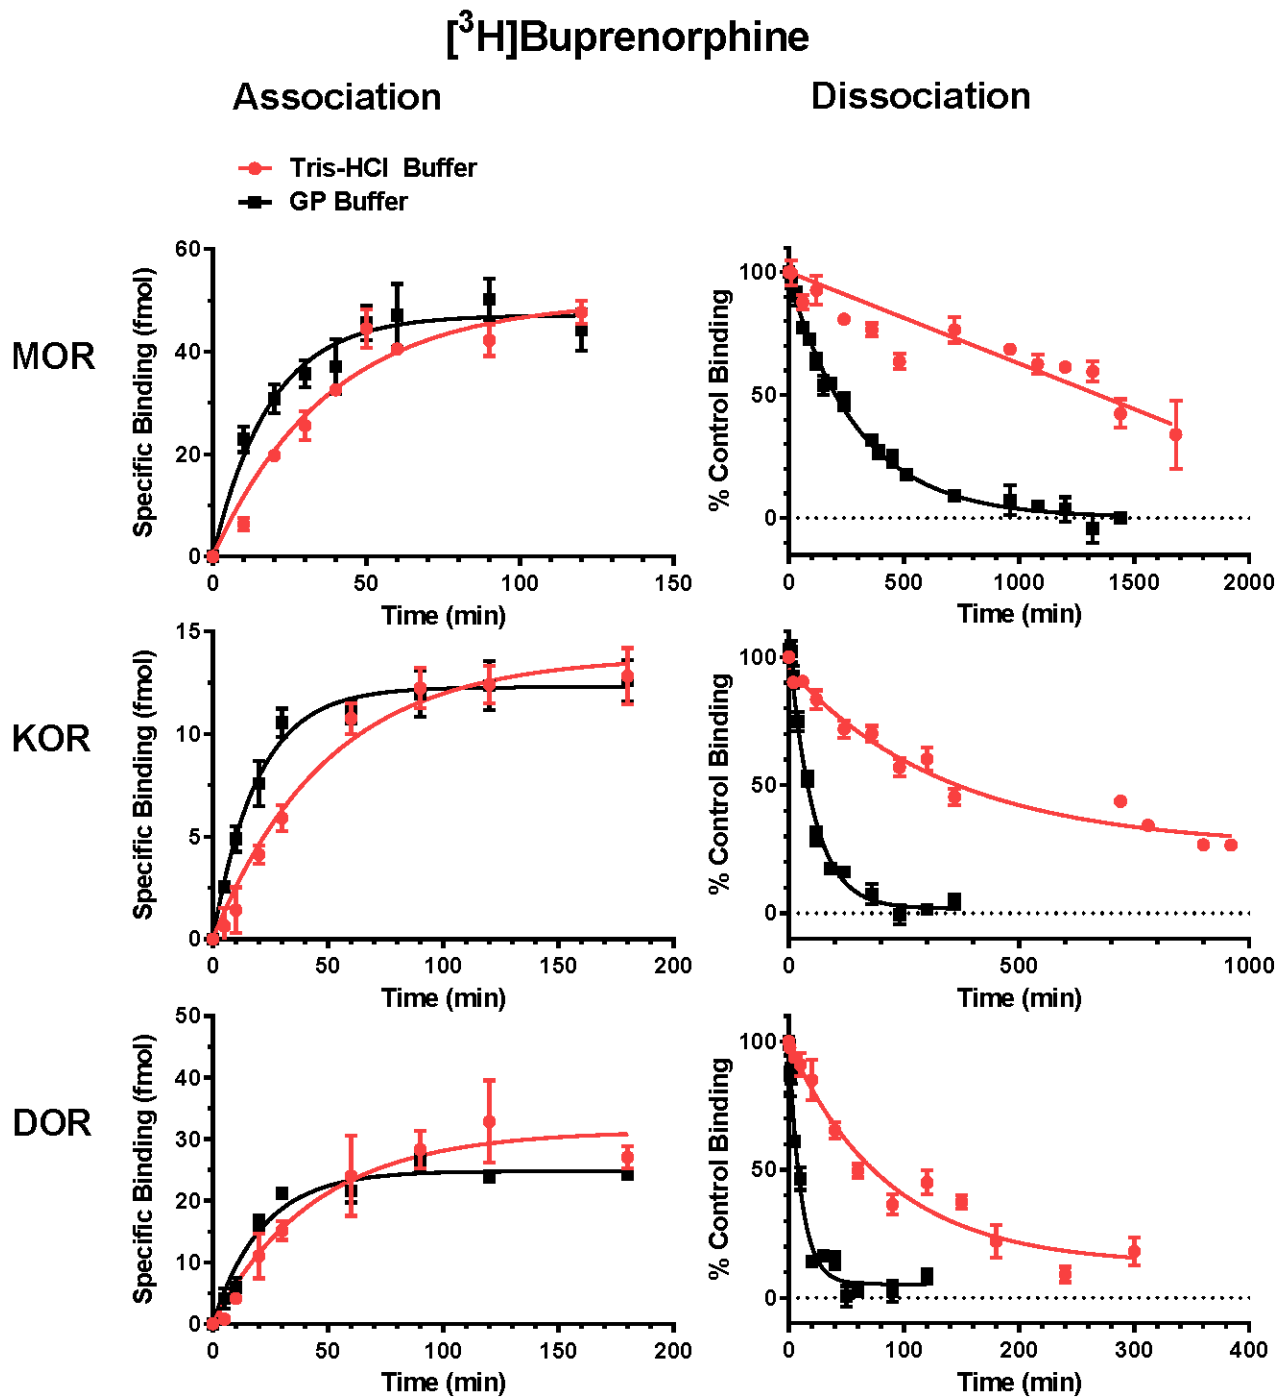 [³H]Buprenorphine
Association
Dissociation
Tris-HCl Buffer
GP Buffer
MOR
Specific Binding (fmol)
60
40
20
0
0 50 100 150
Time (min)
% Control Binding
100
50
0
0 500 1000 1500 2000
Time (min)
KOR
Specific Binding (fmol)
15
10
5
0
0 50 100 150 200
Time (min)
% Control Binding
100
50
0
0 500 1000
Time (min)
DOR
Specific Binding (fmol)
50
40
30
20
10
0
0 50 100 150 200
Time (min)
% Control Binding
100
50
0
0 100 200 300 400
Time (min)